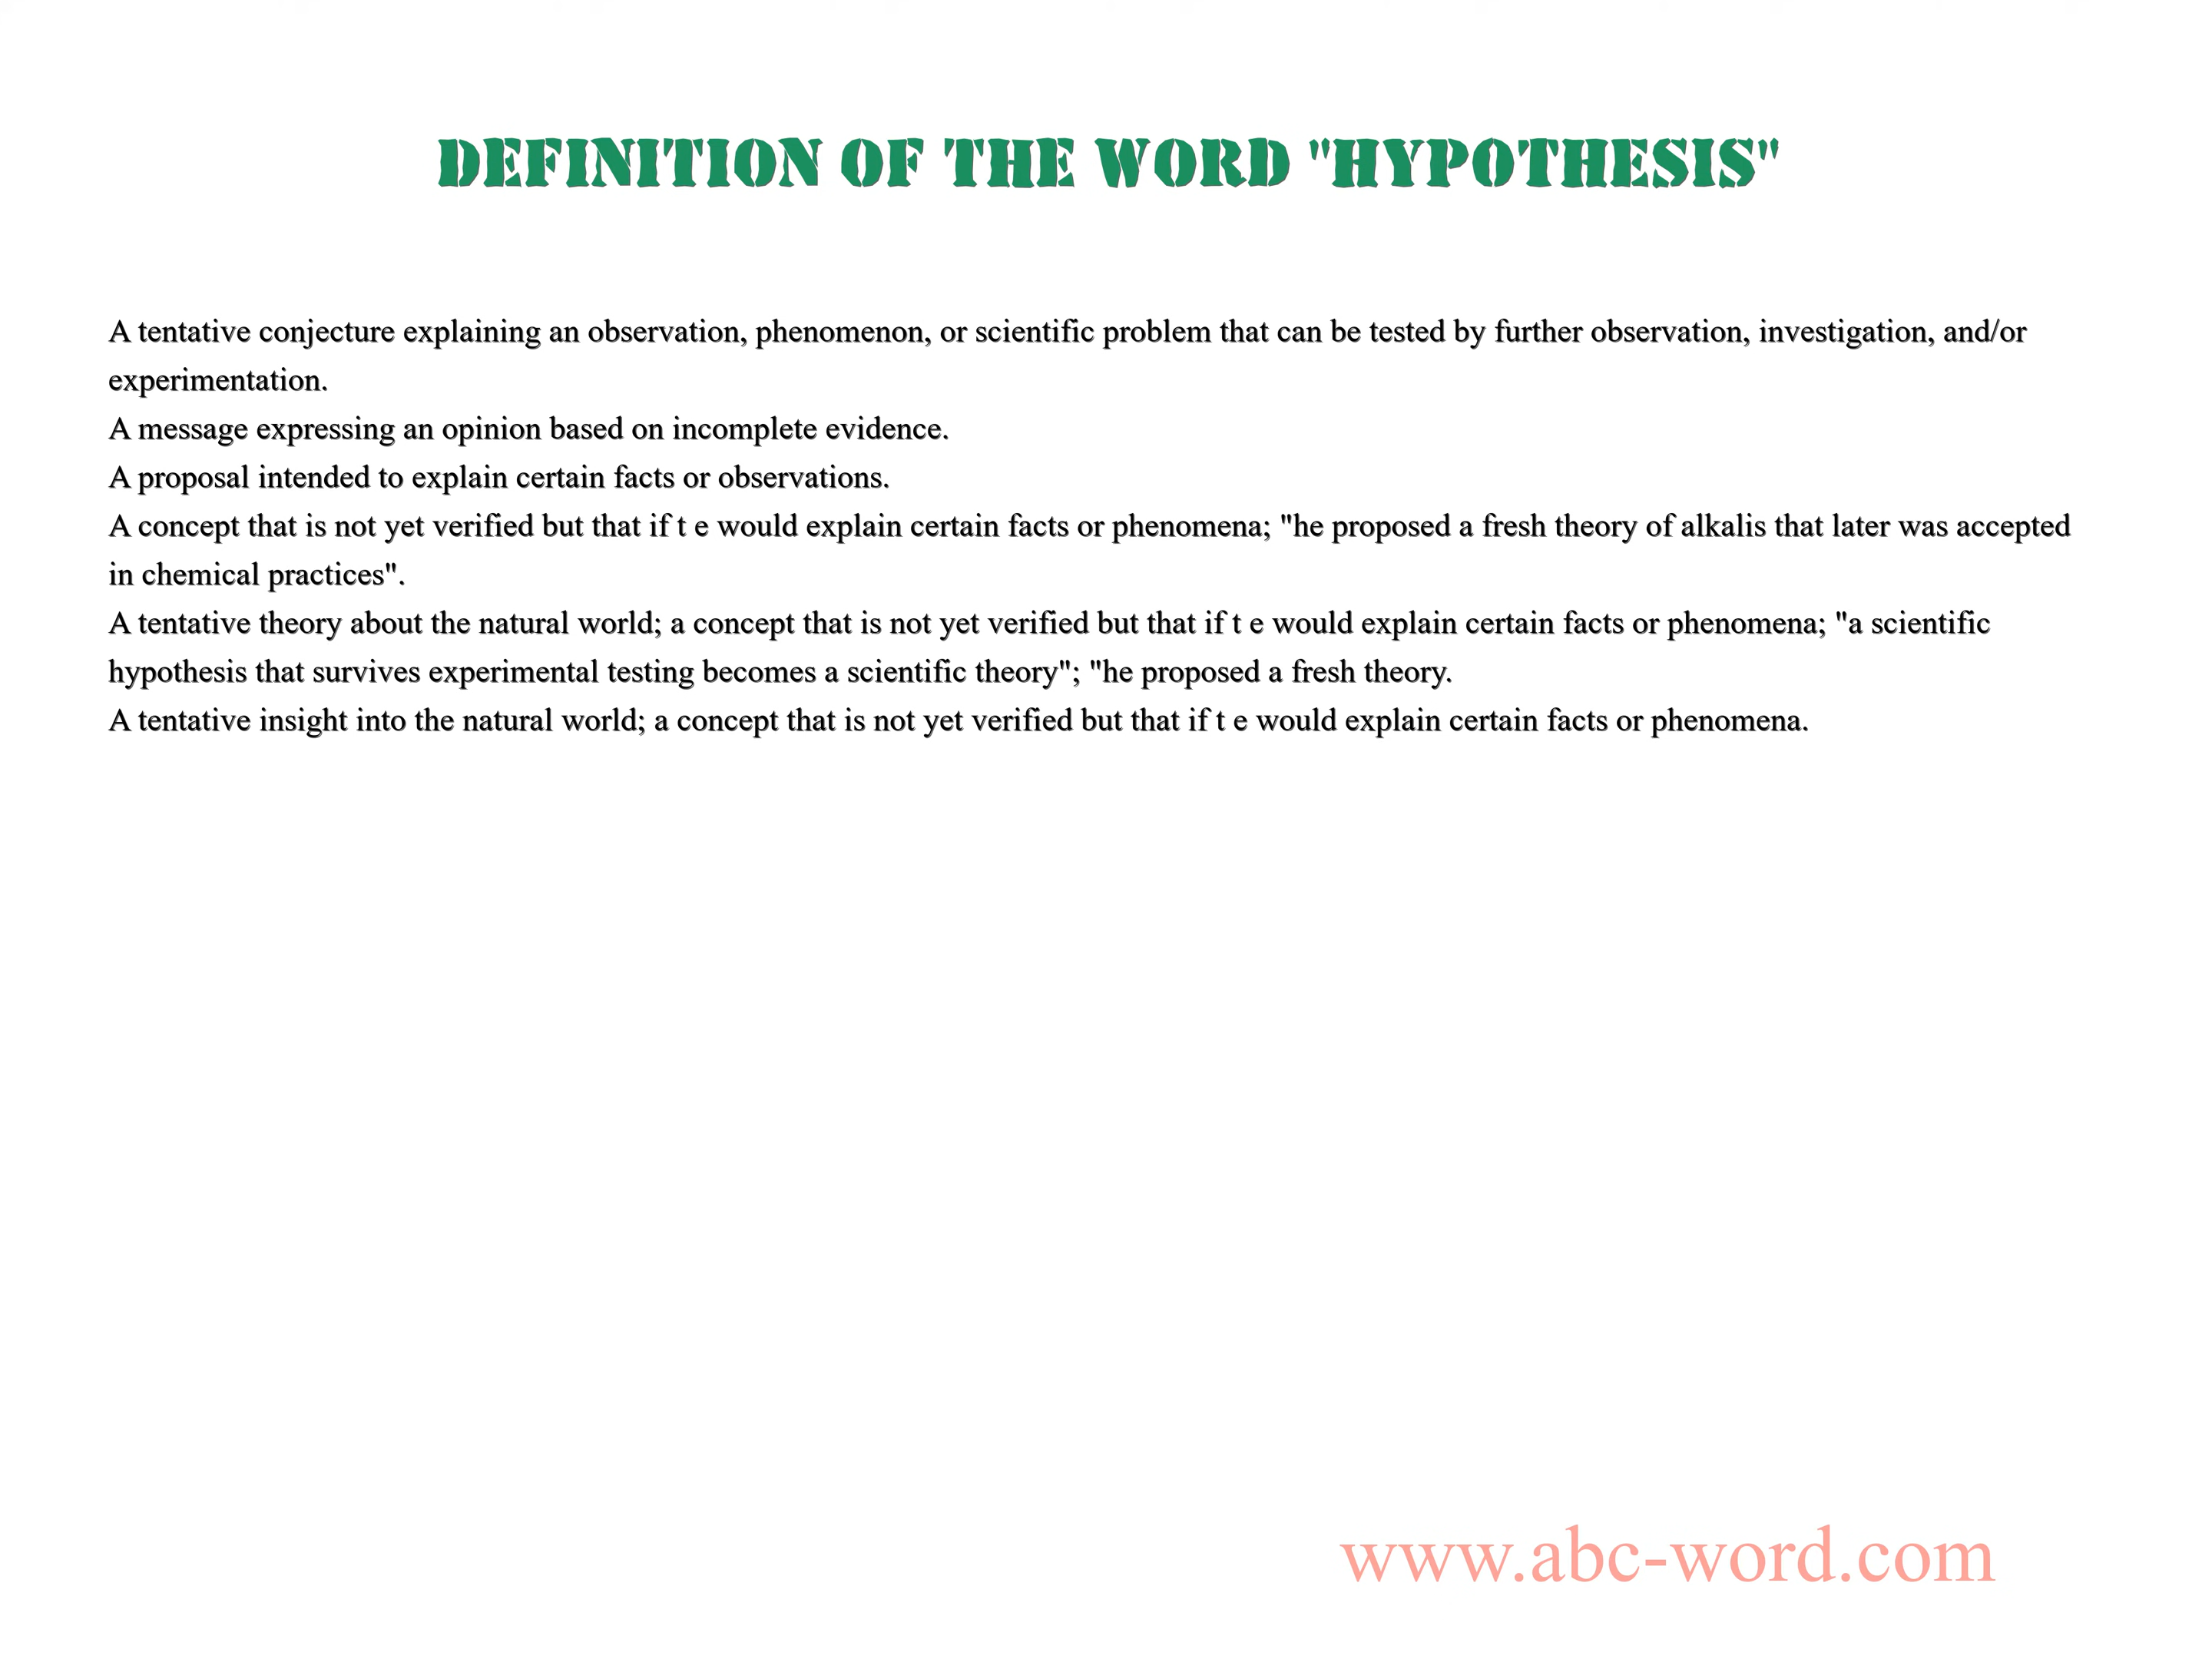 DEFINITION OF THE WORD "HYPOTHESIS"
A tentative conjecture explaining an observation, phenomenon, or scientific problem that can be tested by further observation, investigation, and/or
experimentation.
A message expressing an opinion based on incomplete evidence.
A proposal intended to explain certain facts or observations.
A concept that is not yet verified but that if t e would explain certain facts or phenomena; "he proposed a fresh theory of alkalis that later was accepted
in chemical practices".
A tentative theory about the natural world; a concept that is not yet verified but that if t e would explain certain facts or phenomena; "a scientific
hypothesis that survives experimental testing becomes a scientific theory"; "he proposed a fresh theory.
A tentative insight into the natural world; a concept that is not yet verified but that if t e would explain certain facts or phenomena.
www.abc-word.com